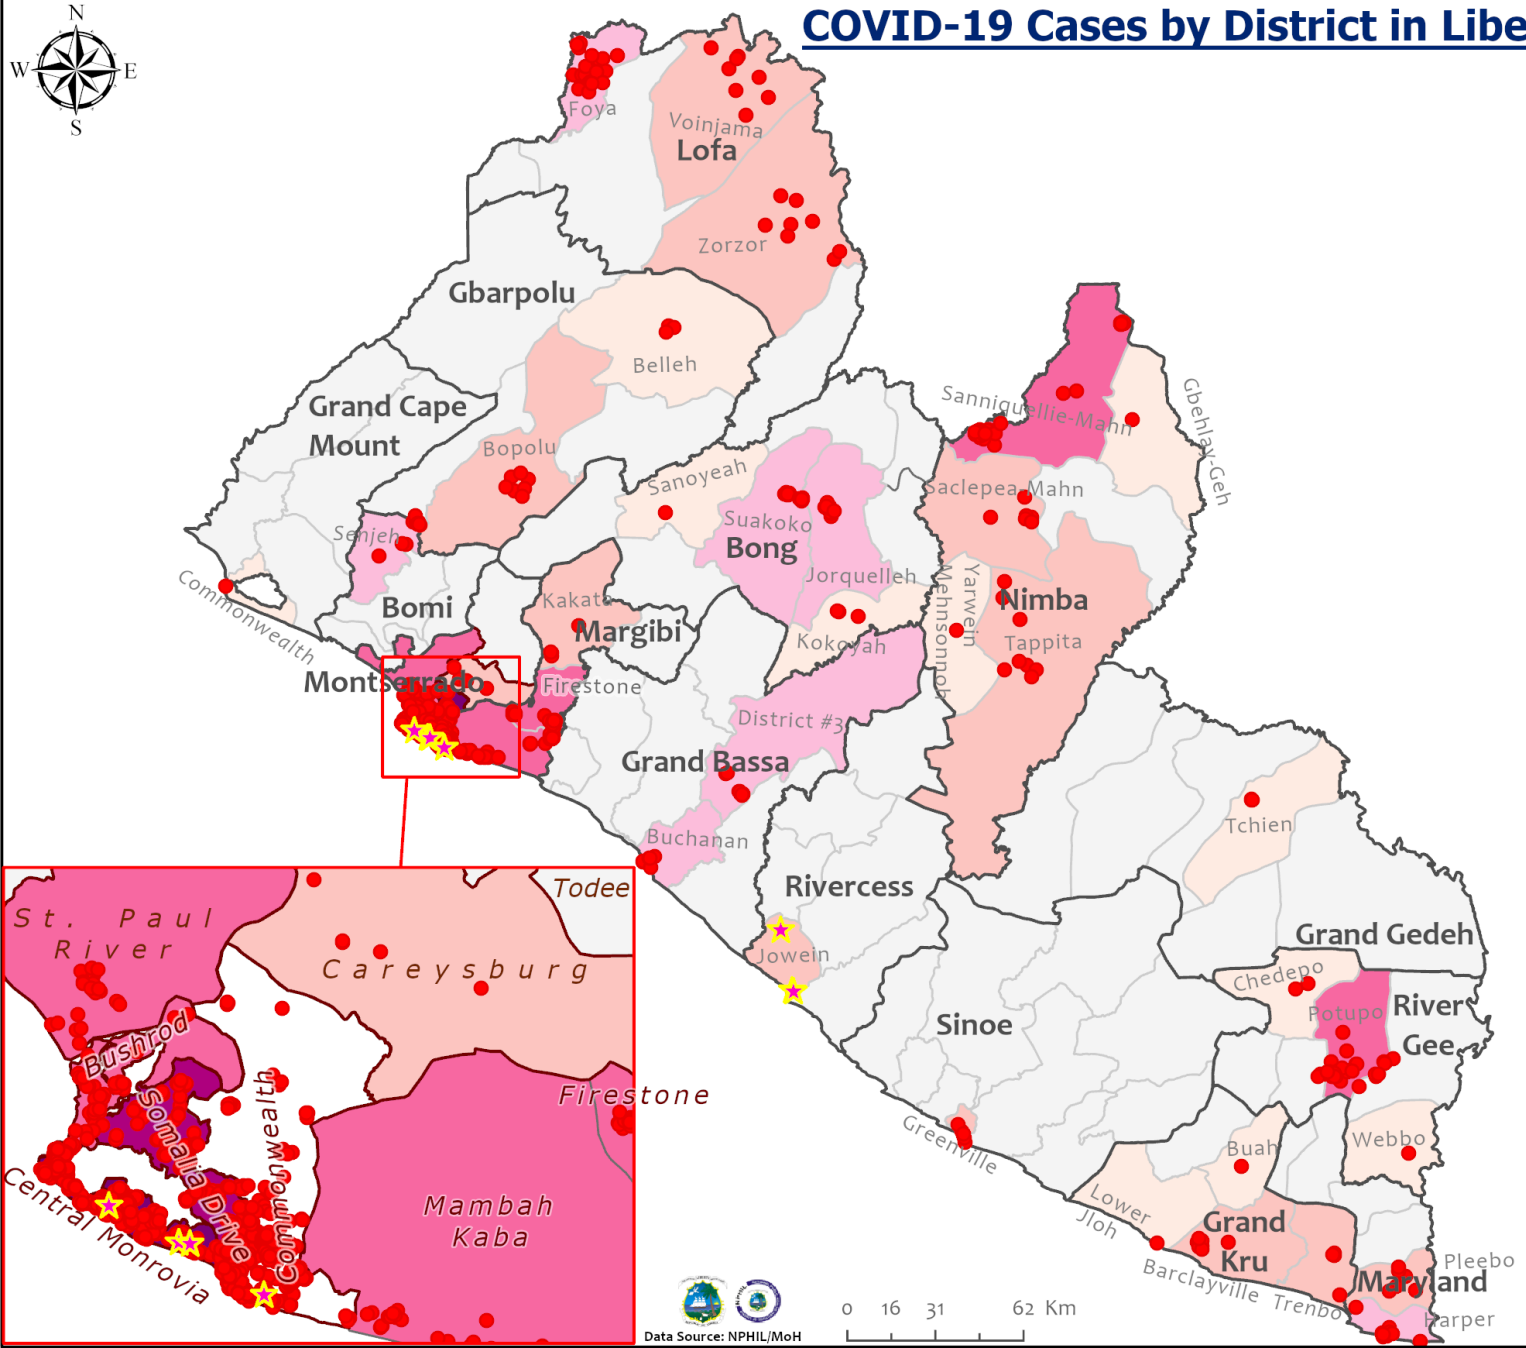 COVID-19 Cases by District in Libe
N
W
E
S
Foya
Voinjama
Lofa
Zorzor
Gbarpolu
Belleh
Grand Cape
Mount
Bopolu
Sanniquellie-Mahn
Gbehlay-Geh
Sanoyeah
Saclepea-Mahn
Suakoko
Bong
Senjeh
Jorquelleh
Commonwealth
Bomi
Kakata
Margibi
Kokoyah
Yarwein
Mehnsonnoh
Nimba
Tappita
Montserrado
Firestone
District #3
Grand Bassa
Buchanan
Tchien
Rivercess
Jowein
Grand Gedeh
Chedepo
Potupo
River
Gee
Sinoe
Greenville
Buah
Webbo
Lower
Jloh
Grand
Kru
Barclayville
Trenbo
Pleebo
Maryland
Harper
Todee
St. Paul
River
Careysburg
Bushrod
Firestone
Somalia Drive
Commonwealth
Mambah
Kaba
Central Monrovia
Data Source: NPHIL/MoH
0 16 31 62 Km